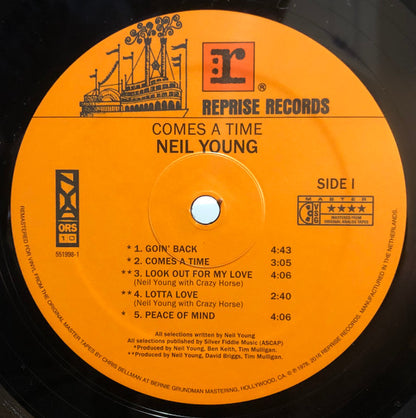 r
®
REPRISE RECORDS
COMES A TIME
NEIL YOUNG
SIDE I
ORS
10
551998-1
MASTER
VSG
★★★★
MASTERED FROM
ORIGINAL ANALOG TAPES
* 1. GOIN' BACK 4:43
* 2. COMES A TIME 3:05
** 3. LOOK OUT FOR MY LOVE 4:06
(Neil Young with Crazy Horse)
** 4. LOTTA LOVE 2:40
(Neil Young with Crazy Horse)
* 5. PEACE OF MIND 4:06
All selections written by Neil Young
All selections published by Silver Fiddle Music (ASCAP)
*Produced by Neil Young, Ben Keith, Tim Mulligan.
**Produced by Neil Young, David Briggs, Tim Mulligan.
REMASTERED FOR VINYL FROM THE ORIGINAL MASTER TAPES BY CHRIS BELLMAN AT BERNIE GRUNDMAN MASTERING, HOLLYWOOD, CA ℗ © 1978, 2016 REPRISE RECORDS. MANUFACTURED IN THE NETHERLANDS.